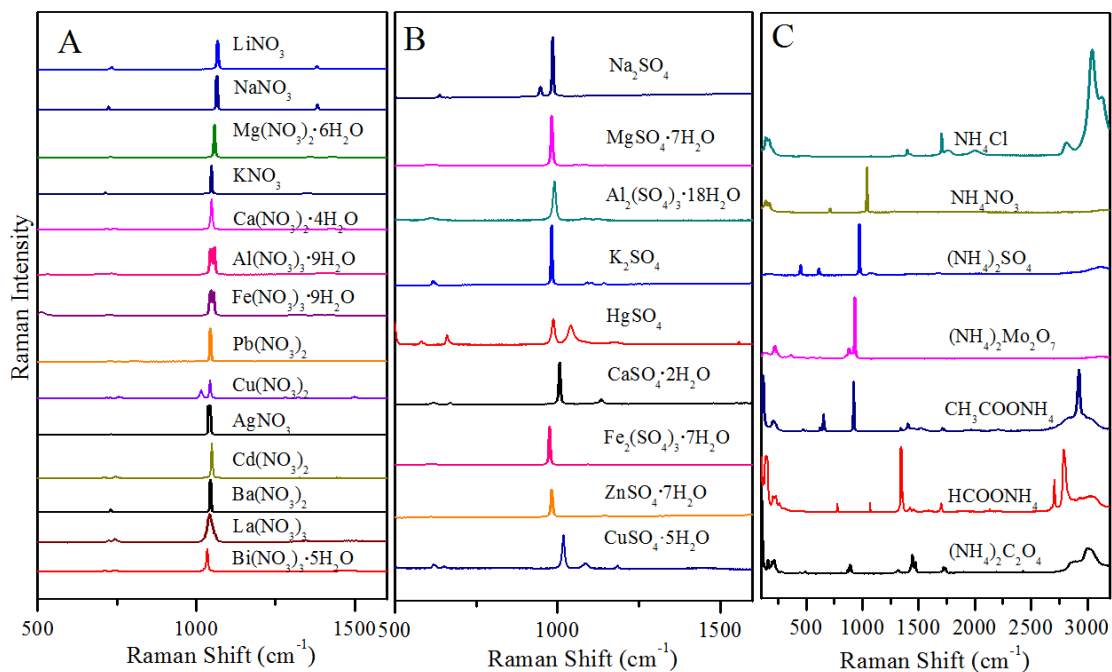 A
LiNO₃
NaNO₃
Mg(NO₃)₂·6H₂O
KNO₃
Ca(NO₃)₂·4H₂O
Al(NO₃)₃·9H₂O
Fe(NO₃)₃·9H₂O
Pb(NO₃)₂
Cu(NO₃)₂
AgNO₃
Cd(NO₃)₂
Ba(NO₃)₂
La(NO₃)₃
Bi(NO₃)₃·5H₂O
Raman Intensity
500 1000 1500
Raman Shift (cm⁻¹)
B
Na₂SO₄
MgSO₄·7H₂O
Al₂(SO₄)₃·18H₂O
K₂SO₄
HgSO₄
CaSO₄·2H₂O
Fe₂(SO₄)₃·7H₂O
ZnSO₄·7H₂O
CuSO₄·5H₂O
500 1000 1500
Raman Shift (cm⁻¹)
C
NH₄Cl
NH₄NO₃
(NH₄)₂SO₄
(NH₄)₂Mo₂O₇
CH₃COONH₄
HCOONH₄
(NH₄)₂C₂O₄
500 1000 1500 2000 2500 3000
Raman Shift (cm⁻¹)